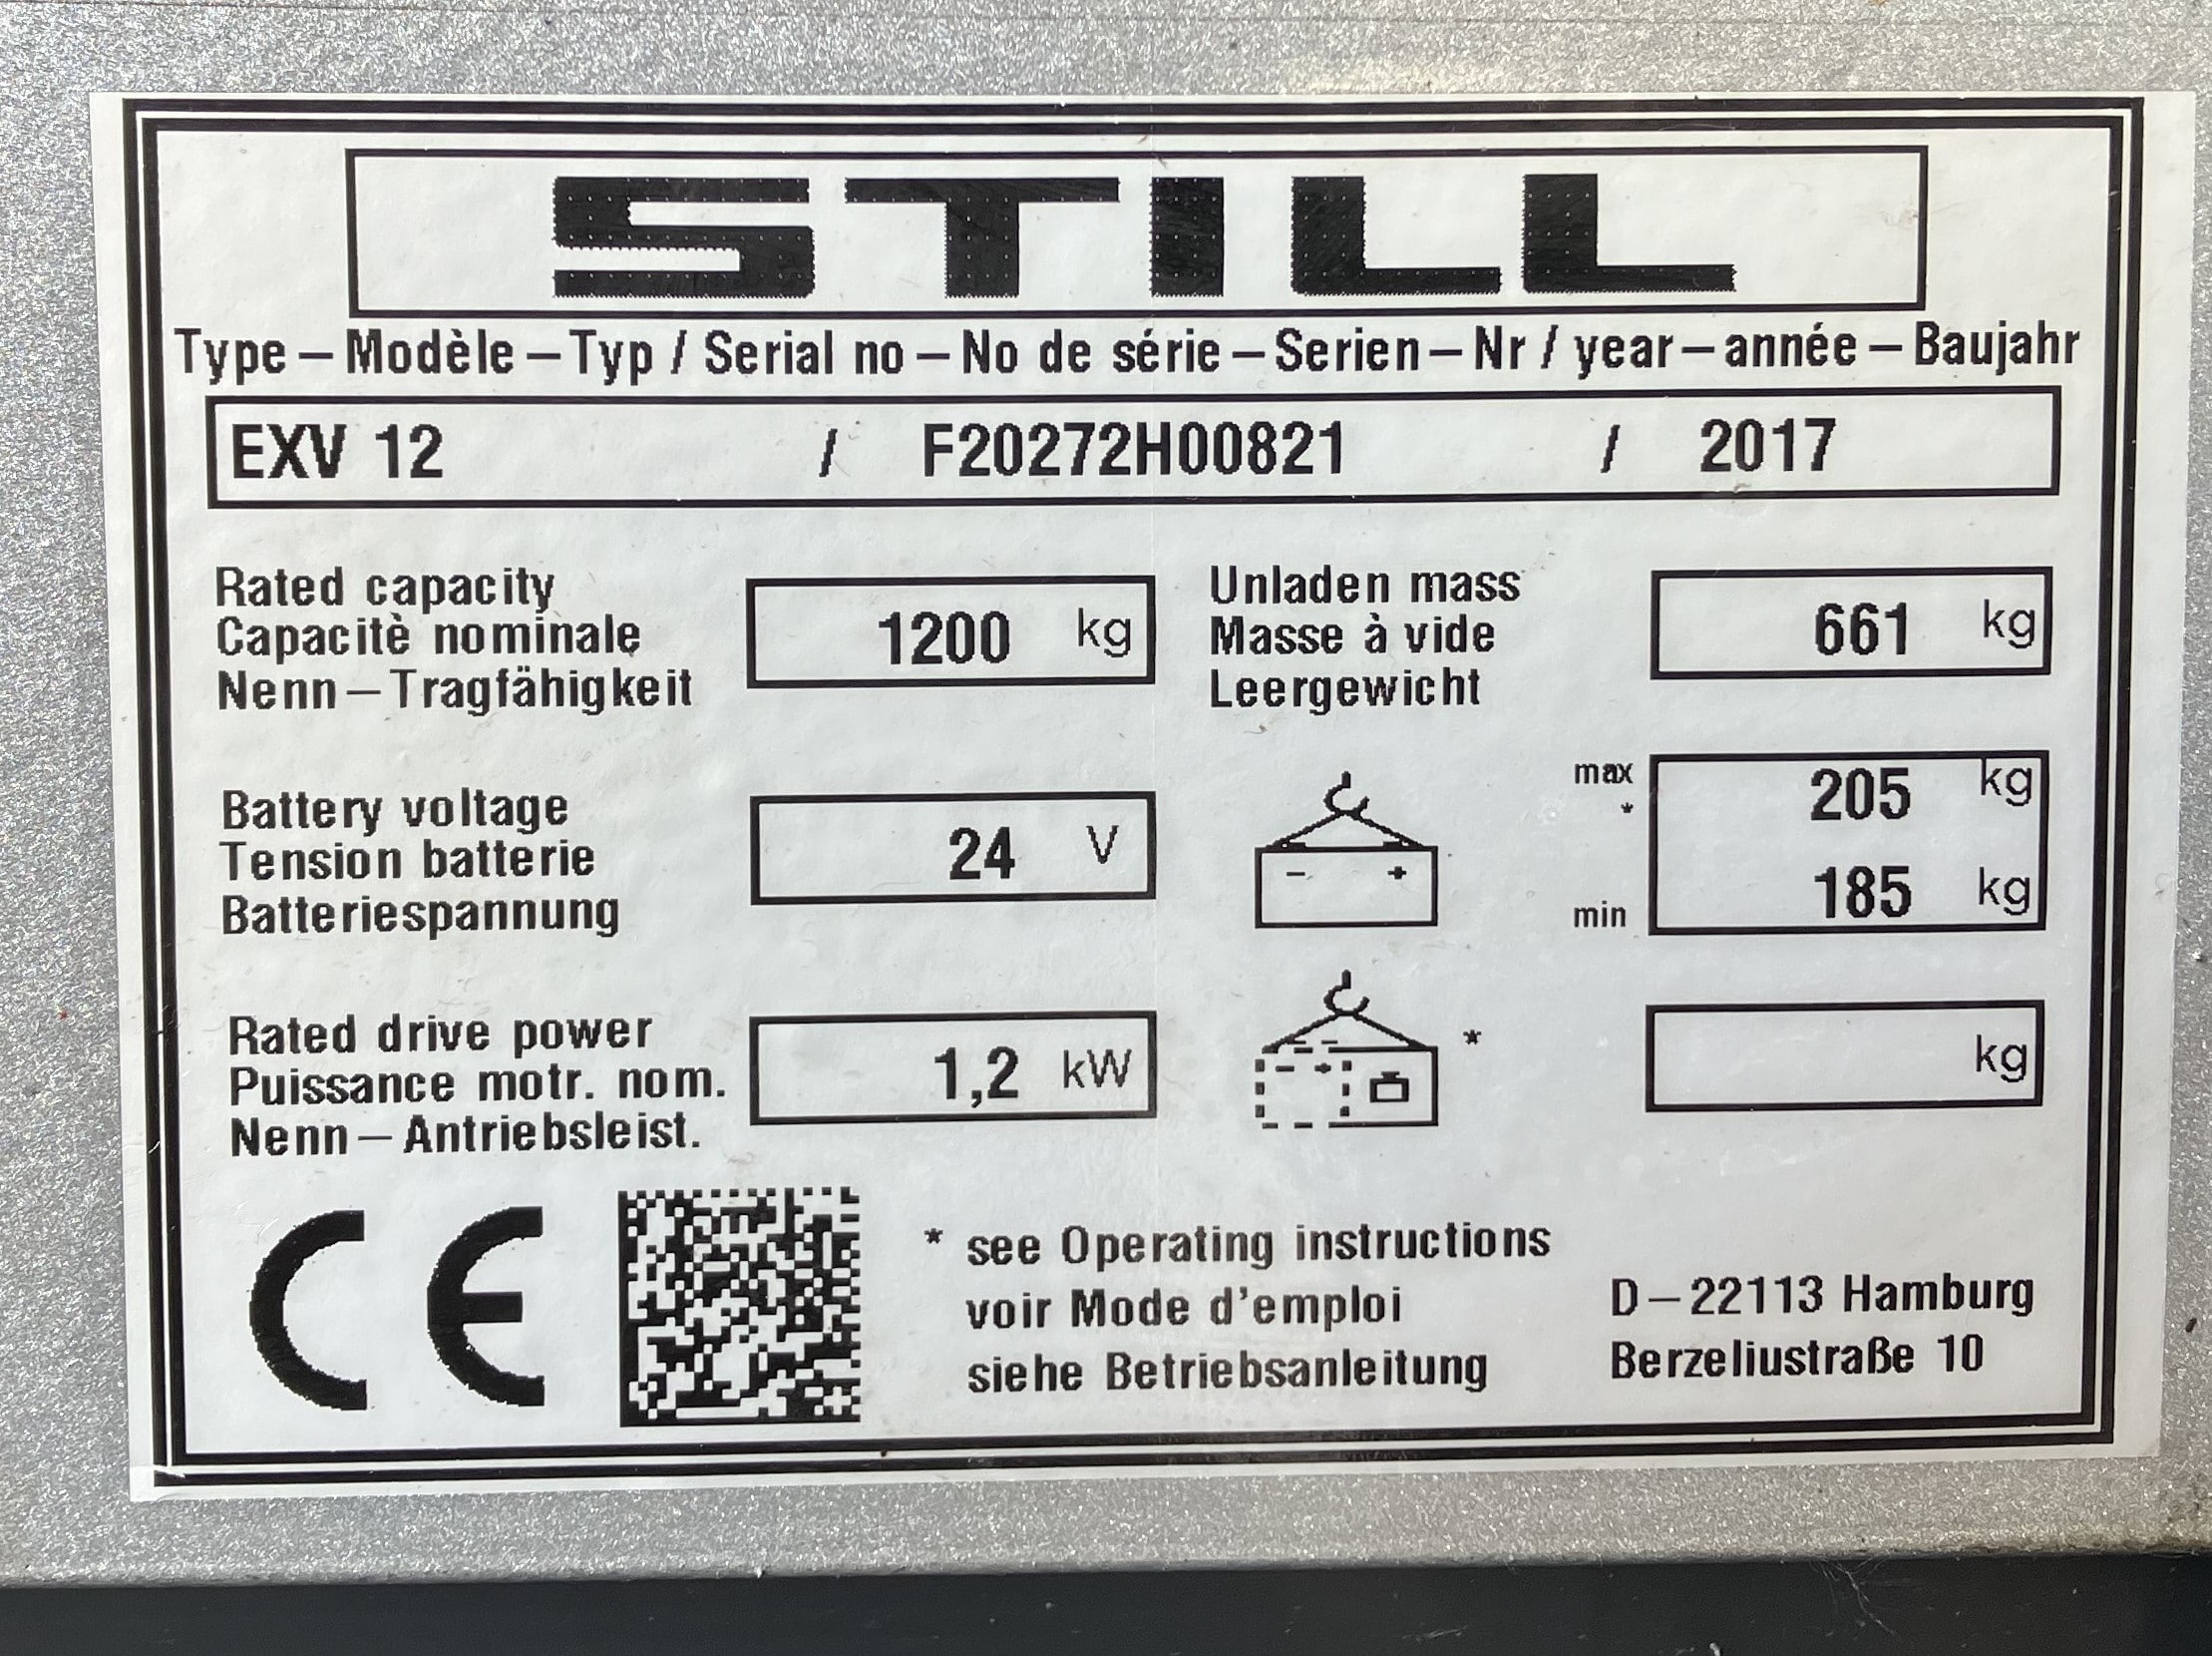 STILL
Type – Modèle – Typ / Serial no – No de série – Serien – Nr / year – année – Baujahr
EXV 12 / F20272H00821 / 2017
Rated capacity
Capacitè nominale
Nenn – Tragfähigkeit
1200 kg
Unladen mass
Masse à vide
Leergewicht
661 kg
Battery voltage
Tension batterie
Batteriespannung
24 V
- +
max
*
205 kg
min
185 kg
Rated drive power
Puissance motr. nom.
Nenn – Antriebsleist.
1,2 kW
- +
*
kg
CE
* see Operating instructions
voir Mode d'emploi
siehe Betriebsanleitung
D – 22113 Hamburg
Berzeliustraße 10